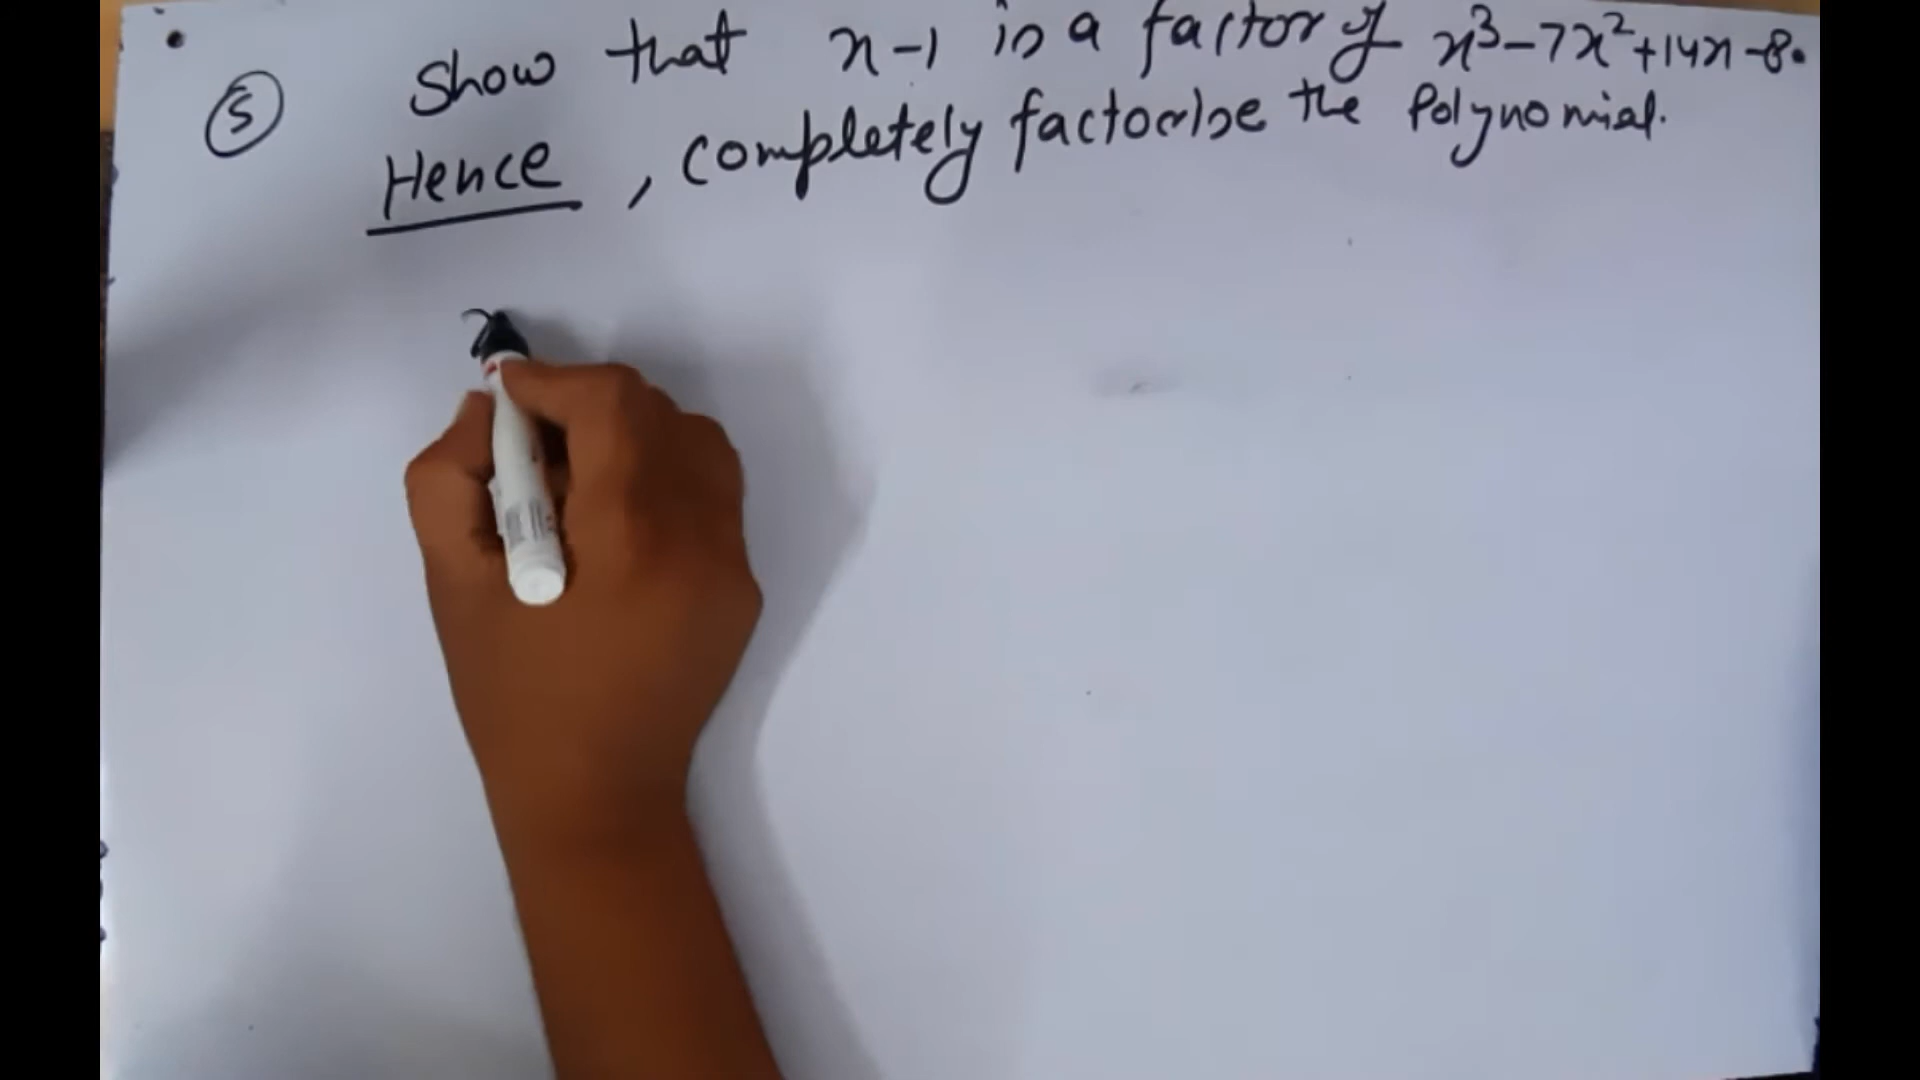 ⑤ Show that x-1 is a factor of x³-7x²+14x-8.
Hence, completely factorise the Polynomial.